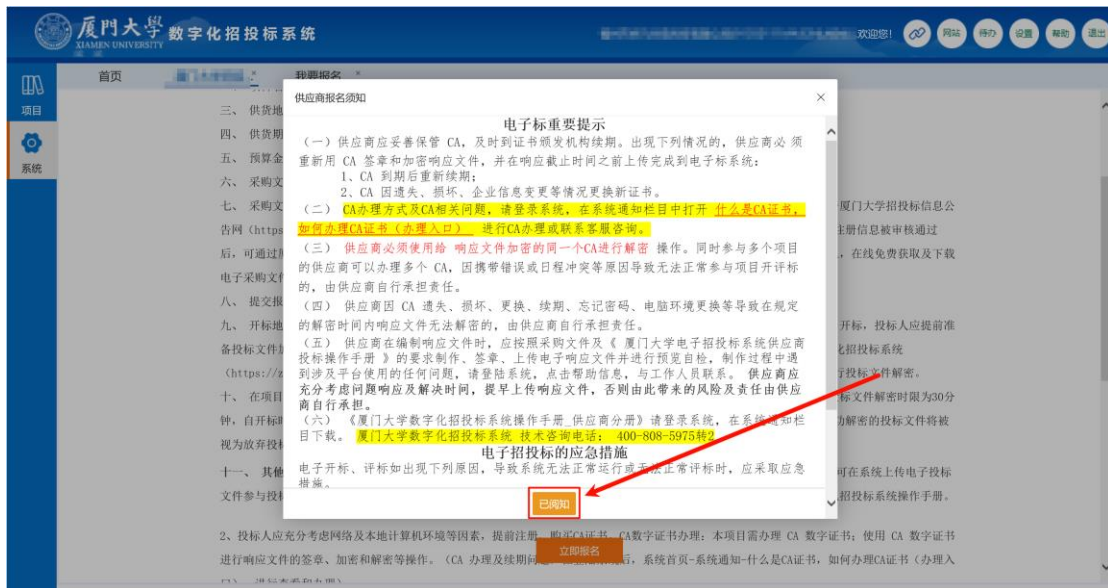 厦門大學 数字化招投标系统
XIAMEN UNIVERSITY
欢迎您! 网站 待办 设置 帮助 退出
项目
系统
首页
我要报名 ×
供应商报名须知 ×
电子标重要提示
(一) 供应商应妥善保管 CA, 及时到证书颁发机构续期。出现下列情况的, 供应商必 须
重新用 CA 签章和加密响应文件, 并在响应截止时间之前上传完成到电子标系统:
1、CA 到期后重新续期;
2、CA 因遗失、损坏、企业信息变更等情况更换新证书。
(二) CA办理方式及CA相关问题, 请登录系统, 在系统通知栏目中打开 什么是CA证书,
如何办理CA证书（办理入口） 进行CA办理或联系客服咨询。
(三) 供应商必须使用给 响应文件加密的同一个CA进行解密 操作。同时参与多个项目
的供应商可以办理多个 CA, 因携带错误或日程冲突等原因导致无法正常参与项目开评标
的, 由供应商自行承担责任。
(四) 供应商因 CA 遗失、损坏、更换、续期、忘记密码、电脑环境更换等导致在规定
的解密时间内响应文件无法解密的, 由供应商自行承担责任。
(五) 供应商在编制响应文件时, 应按照采购文件及《 厦门大学电子招投标系统供应商
投标操作手册 》的要求制作、签章、上传电子响应文件并进行预览自检, 制作过程中遇
到涉及平台使用的任何问题, 请登陆系统, 点击帮助信息, 与工作人员联系。 供应商应
充分考虑问题响应及解决时间, 提早上传响应文件, 否则由此带来的风险及责任由供应
商自行承担。
(六) 《厦门大学数字化招投标系统操作手册_供应商分册》请登录系统, 在系统通知栏
目下载。 厦门大学数字化招投标系统 技术咨询电话: 400-808-5975转2
电子招投标的应急措施
电子开标、评标如出现下列原因, 导致系统无法正常运行或无法正常评标时, 应采取应急
措施。
已阅知
三、 供货地
四、 供货期
五、 预算金
六、 采购文
七、 采购文 厦门大学招投标信息公
告网（https 注册信息被审核通过
后, 可通过 , 在线免费获取及下载
电子采购文件
八、 提交报
九、 开标地 开标, 投标人应提前准
备投标文件 化招投标系统
（https://z 行投标文件解密。
十、 在项目 标文件解密时限为30分
钟, 自开标时 功解密的投标文件将被
视为放弃投标
十一、 其他 可在系统上传电子投标
文件参与投标 招投标系统操作手册。
2、投标人应充分考虑网络及本地计算机环境等因素, 提前注册、购买CA证书。CA数字证书办理: 本项目需办理 CA 数字证书; 使用 CA 数字证书
进行响应文件的签章、加密和解密等操作。（CA 办理及续期问 后, 系统首页-系统通知-什么是CA证书, 如何办理CA证书（办理入
立即报名
口） 进行查看和办理）